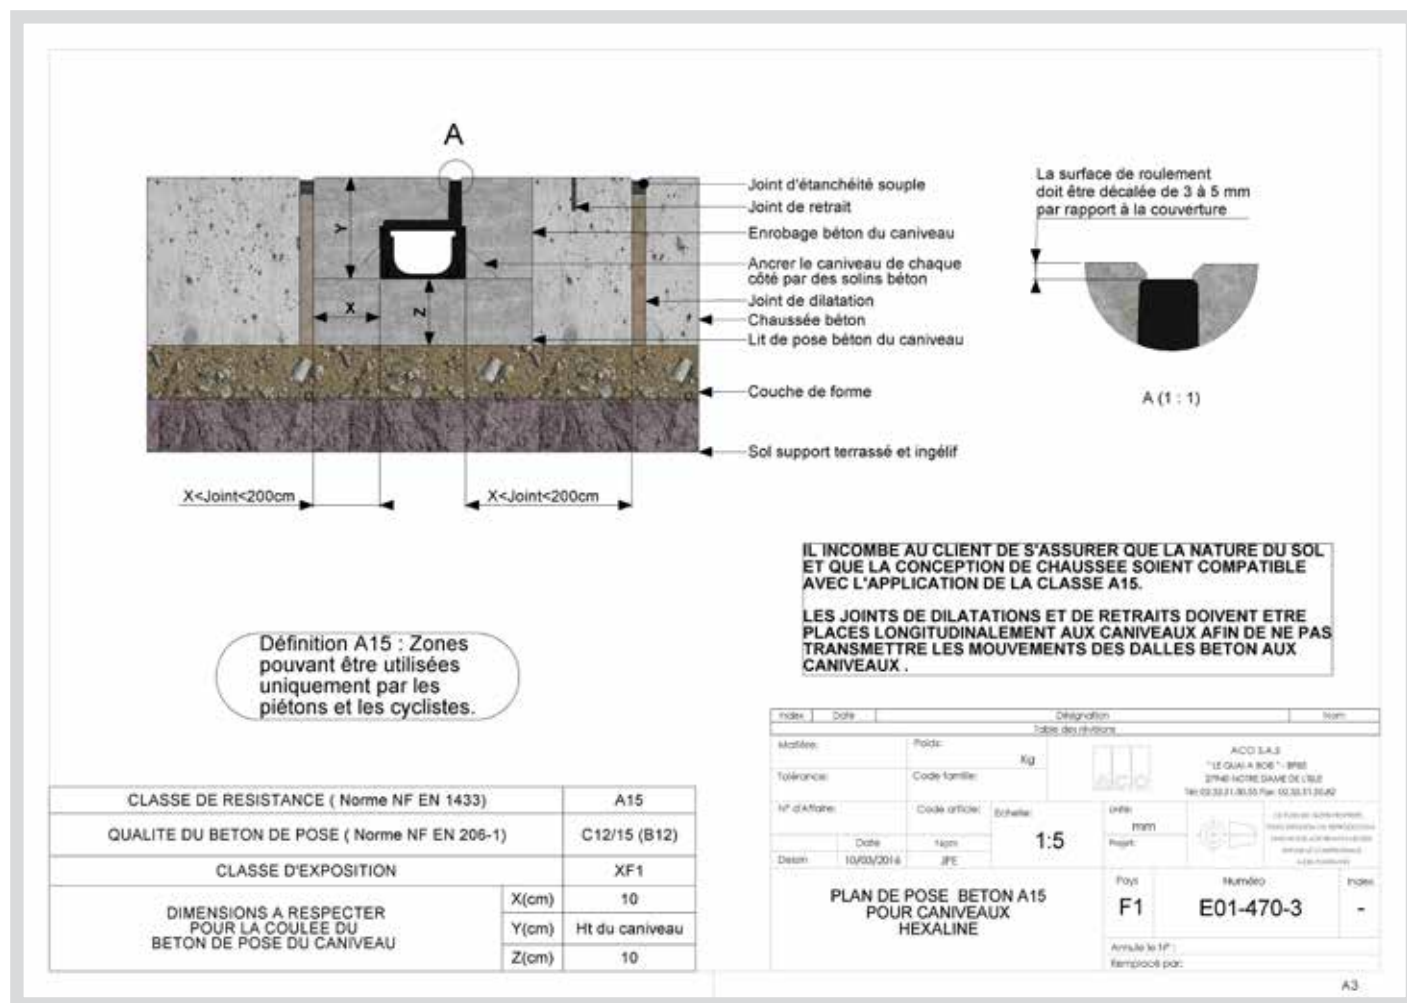 A
Joint d'étanchéité souple
Joint de retrait
Enrobage béton du caniveau
Ancrer le caniveau de chaque
côté par des solins béton
Joint de dilatation
Chaussée béton
Lit de pose béton du caniveau
Couche de forme
Sol support terrassé et ingélif
Y
X
Z
X<Joint<200cm
X<Joint<200cm
La surface de roulement
doit être décalée de 3 à 5 mm
par rapport à la couverture
A (1 : 1)
IL INCOMBE AU CLIENT DE S'ASSURER QUE LA NATURE DU SOL
ET QUE LA CONCEPTION DE CHAUSSEE SOIENT COMPATIBLE
AVEC L'APPLICATION DE LA CLASSE A15.
LES JOINTS DE DILATATIONS ET DE RETRAITS DOIVENT ETRE
PLACES LONGITUDINALEMENT AUX CANIVEAUX AFIN DE NE PAS
TRANSMETTRE LES MOUVEMENTS DES DALLES BETON AUX
CANIVEAUX .
Définition A15 : Zones
pouvant être utilisées
uniquement par les
piétons et les cyclistes.
CLASSE DE RESISTANCE ( Norme NF EN 1433) A15
QUALITE DU BETON DE POSE ( Norme NF EN 206-1) C12/15 (B12)
CLASSE D'EXPOSITION XF1
DIMENSIONS A RESPECTER
POUR LA COULEE DU
BETON DE POSE DU CANIVEAU
X(cm) 10
Y(cm) Ht du caniveau
Z(cm) 10
Index Date Désignation Nom
Table des révisions
Matière: Poids: Kg
Tolérance: Code famille:
N° d'Affaire: Code article: Echelle: 1:5
Unité: mm
Projet:
Date Nom
Dessin 10/03/2016 JPE
ACO
ACO S.A.S
" LE QUAI A BOIS " - BP85
27940 NOTRE DAME DE L'ISLE
PLAN DE POSE BETON A15
POUR CANIVEAUX
HEXALINE
Pays Numéro Index
F1 E01-470-3 -
Annule le N° :
Remplacé par:
A3